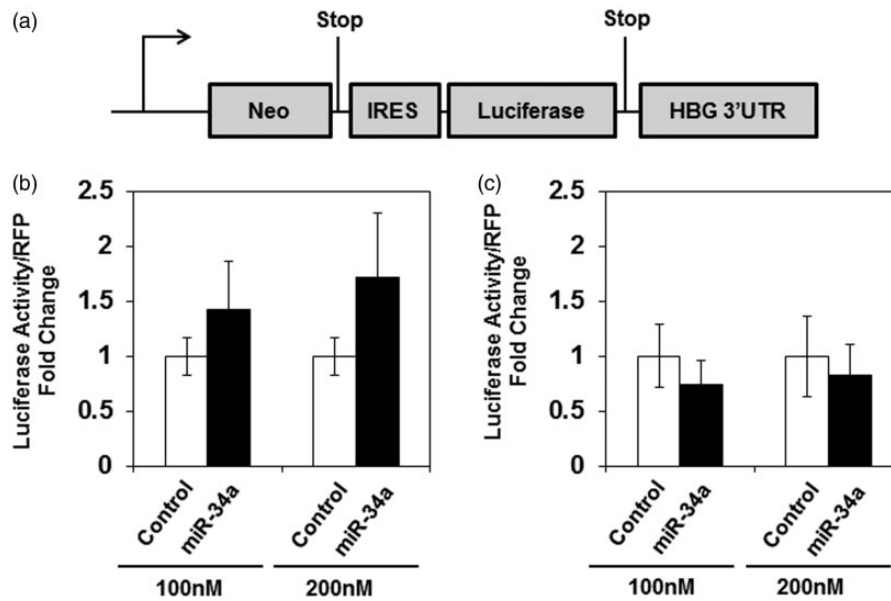 (a)
Stop
Stop
Neo
IRES
Luciferase
HBG 3'UTR
(b)
Luciferase Activity/RFP
Fold Change
2.5
2
1.5
1
0.5
0
Control
miR-34a
Control
miR-34a
100nM
200nM
(c)
Luciferase Activity/RFP
Fold Change
2.5
2
1.5
1
0.5
0
Control
miR-34a
Control
miR-34a
100nM
200nM